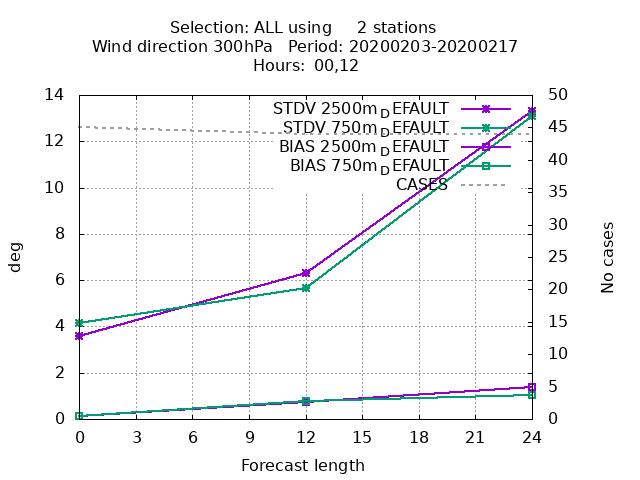 Selection: ALL using 2 stations
Wind direction 300hPa Period: 20200203-20200217
Hours: 00,12
14
12
10
8
6
4
2
0
deg
STDV 2500m_DEFAULT
STDV 750m_DEFAULT
BIAS 2500m_DEFAULT
BIAS 750m_DEFAULT
CASES
50
45
40
35
30
25
20
15
10
5
0
No cases
0 3 6 9 12 15 18 21 24
Forecast length